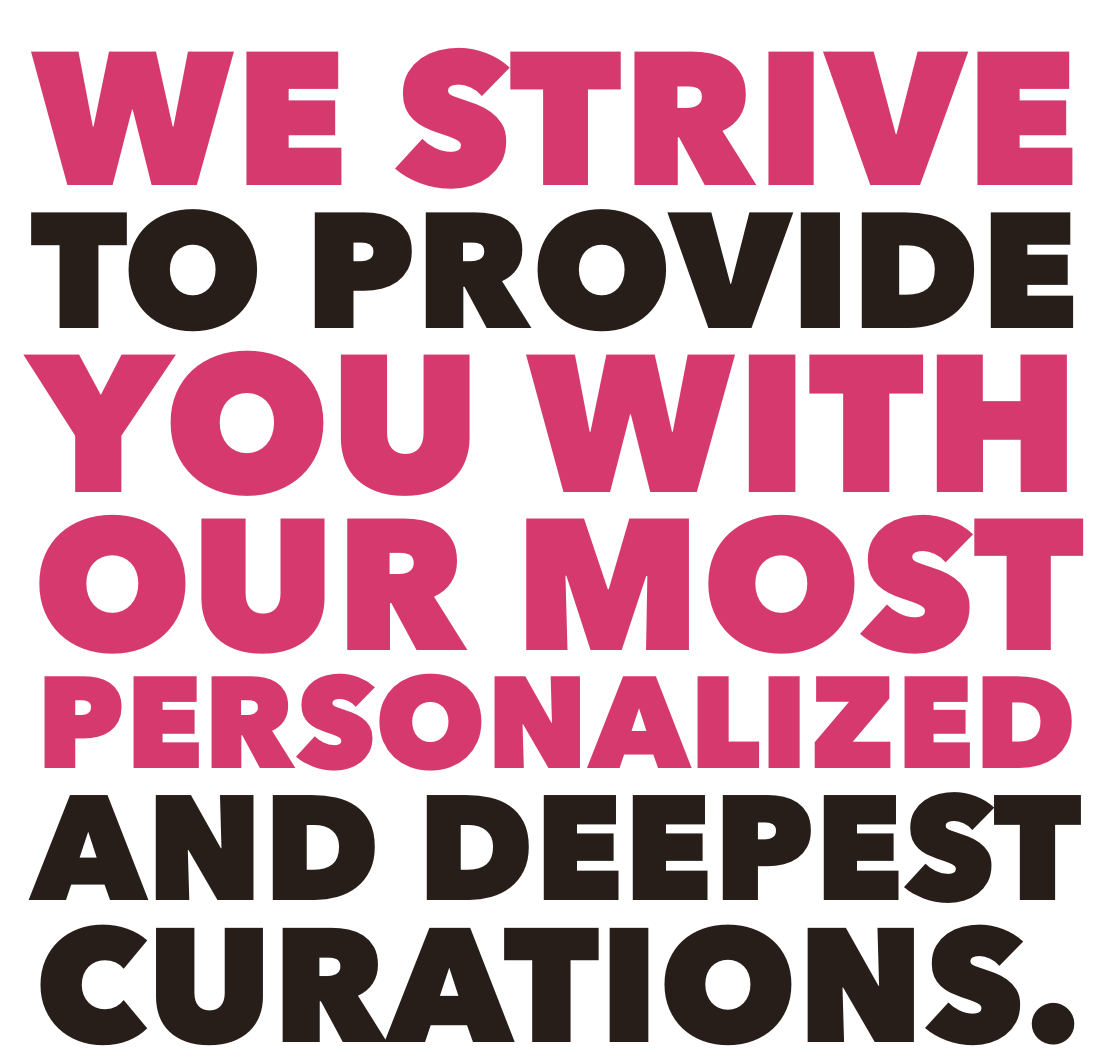 WE STRIVE
TO PROVIDE
YOU WITH
OUR MOST
PERSONALIZED
AND DEEPEST
CURATIONS.